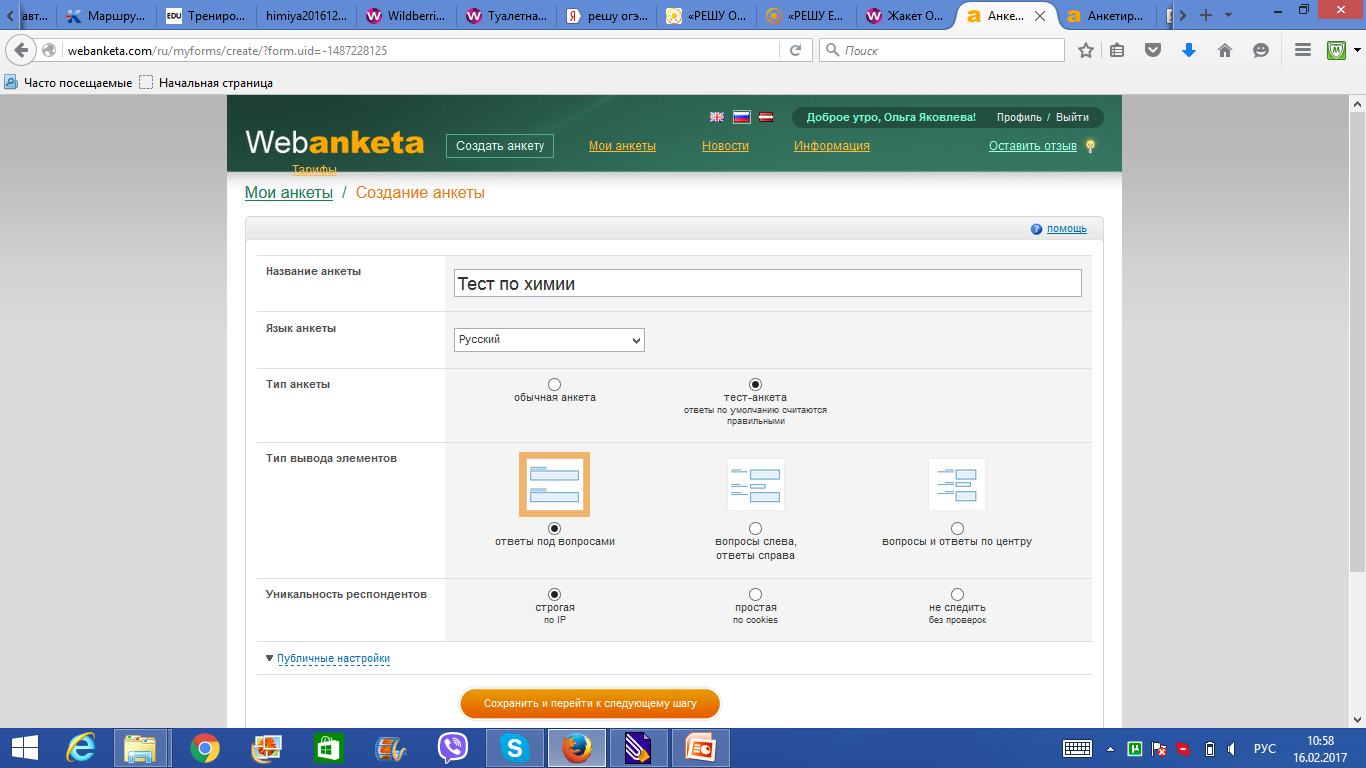 авт...
Маршру...
EDU Трениро...
himiya201612...
Wildberri...
Туалетна...
решу огэ...
«РЕШУ О...
«РЕШУ Е...
Жакет О...
Анке...
Анкетир...
webanketa.com/ru/myforms/create/?form.uid=-1487228125
Поиск
Часто посещаемые
Начальная страница
Доброе утро, Ольга Яковлева! Профиль / Выйти
Webanketa
Создать анкету
Мои анкеты
Новости
Информация
Оставить отзыв
Тарифы
Мои анкеты / Создание анкеты
помощь
Название анкеты
Тест по химии
Язык анкеты
Русский
Тип анкеты
обычная анкета
тест-анкета
ответы по умолчанию считаются
правильными
Тип вывода элементов
ответы под вопросами
вопросы слева,
ответы справа
вопросы и ответы по центру
Уникальность респондентов
строгая
по IP
простая
по cookies
не следить
без проверок
Публичные настройки
Сохранить и перейти к следующему шагу
РУС
10:58
16.02.2017